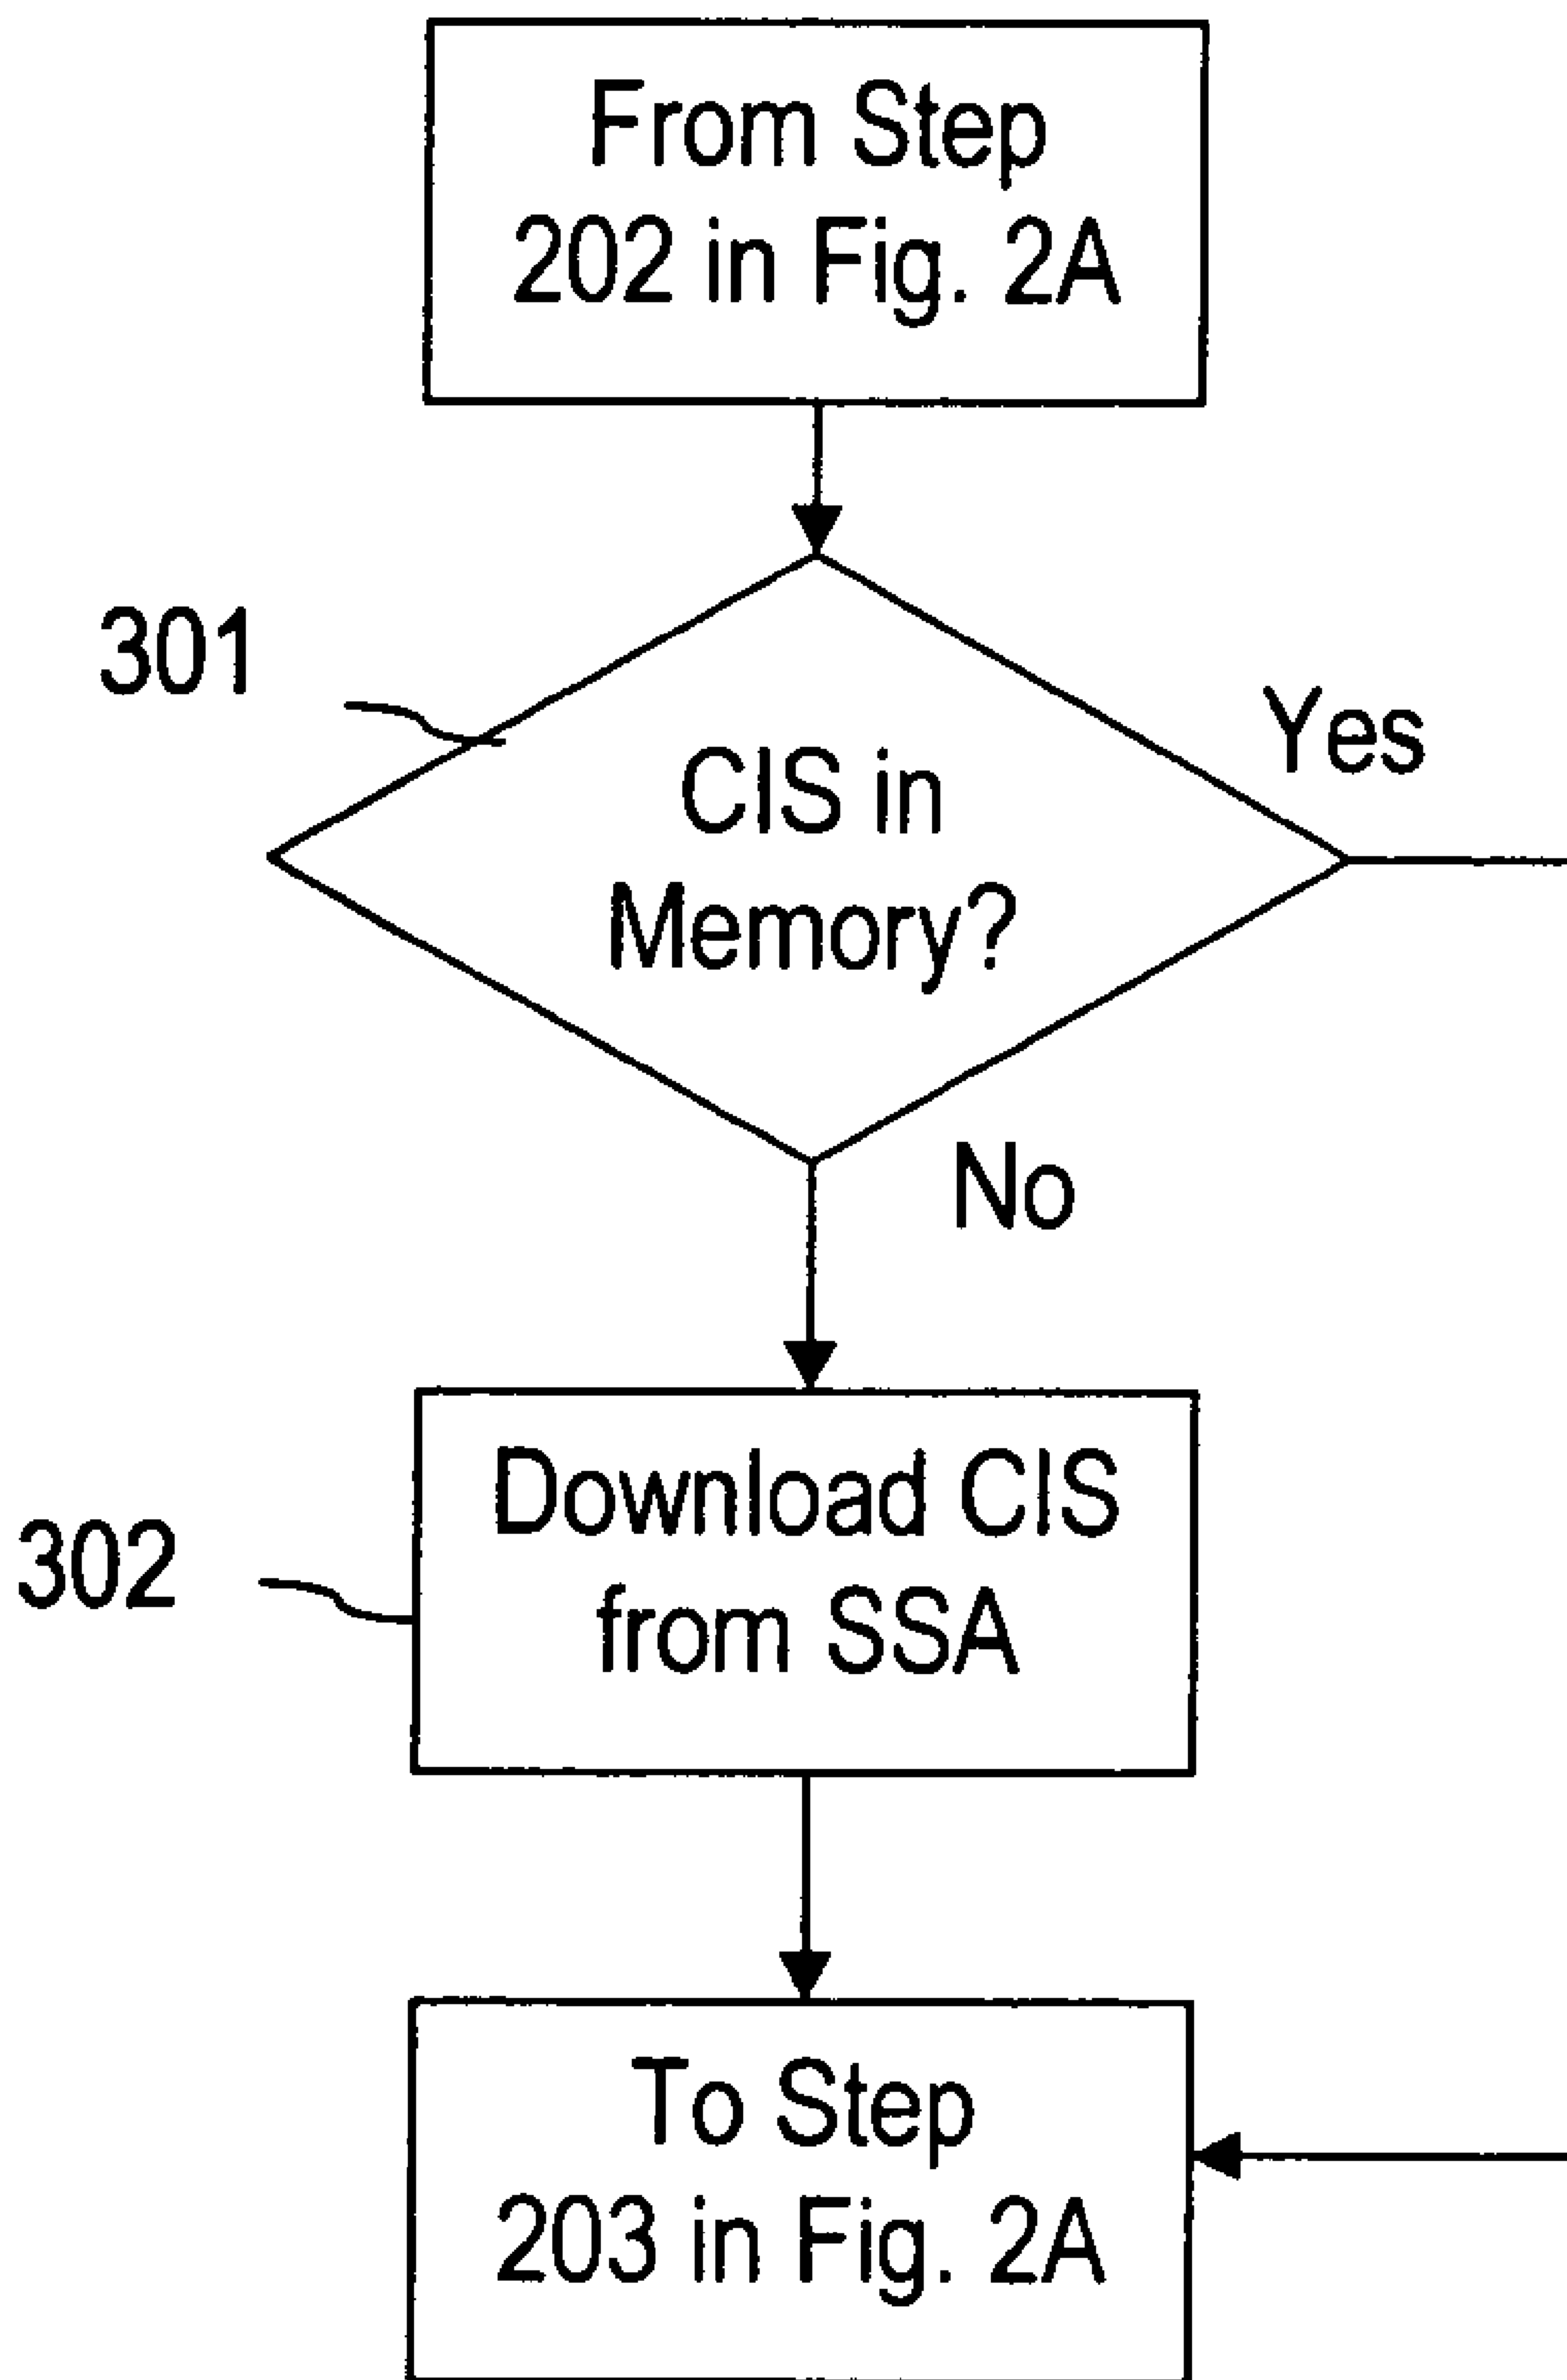 From Step
202 in Fig. 2A
301
CIS in
Memory?
Yes
No
302
Download CIS
from SSA
To Step
203 in Fig. 2A